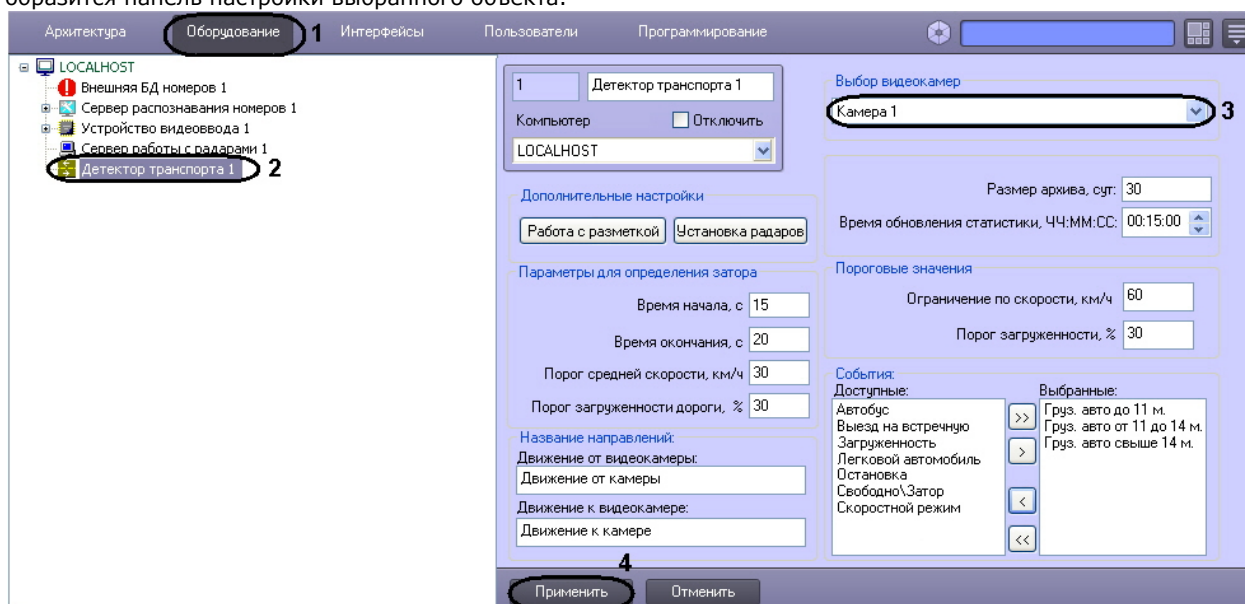 образится панель настройки выбранного объекта.
Архитектура Оборудование 1 Интерфейсы Пользователи Программирование
LOCALHOST
Внешняя БД номеров 1
Сервер распознавания номеров 1
Устройство видеоввода 1
Сервер работы с радарами 1
Детектор транспорта 1 2
1 Детектор транспорта 1
Компьютер Отключить
LOCALHOST
Выбор видеокамер
Камера 1 3
Дополнительные настройки
Работа с разметкой Установка радаров
Размер архива, сут: 30
Время обновления статистики, ЧЧ:ММ:СС: 00:15:00
Параметры для определения затора
Время начала, с 15
Время окончания, с 20
Порог средней скорости, км/ч 30
Порог загруженности дороги, % 30
Пороговые значения
Ограничение по скорости, км/ч 60
Порог загруженности, % 30
Название направлений:
Движение от видеокамеры:
Движение от камеры
Движение к видеокамере:
Движение к камере
События:
Доступные:
Автобус
Выезд на встречную
Загруженность
Легковой автомобиль
Остановка
Свободно\Затор
Скоростной режим
>>
>
<
<<
Выбранные:
Груз. авто до 11 м.
Груз. авто от 11 до 14 м.
Груз. авто свыше 14 м.
4
Применить Отменить